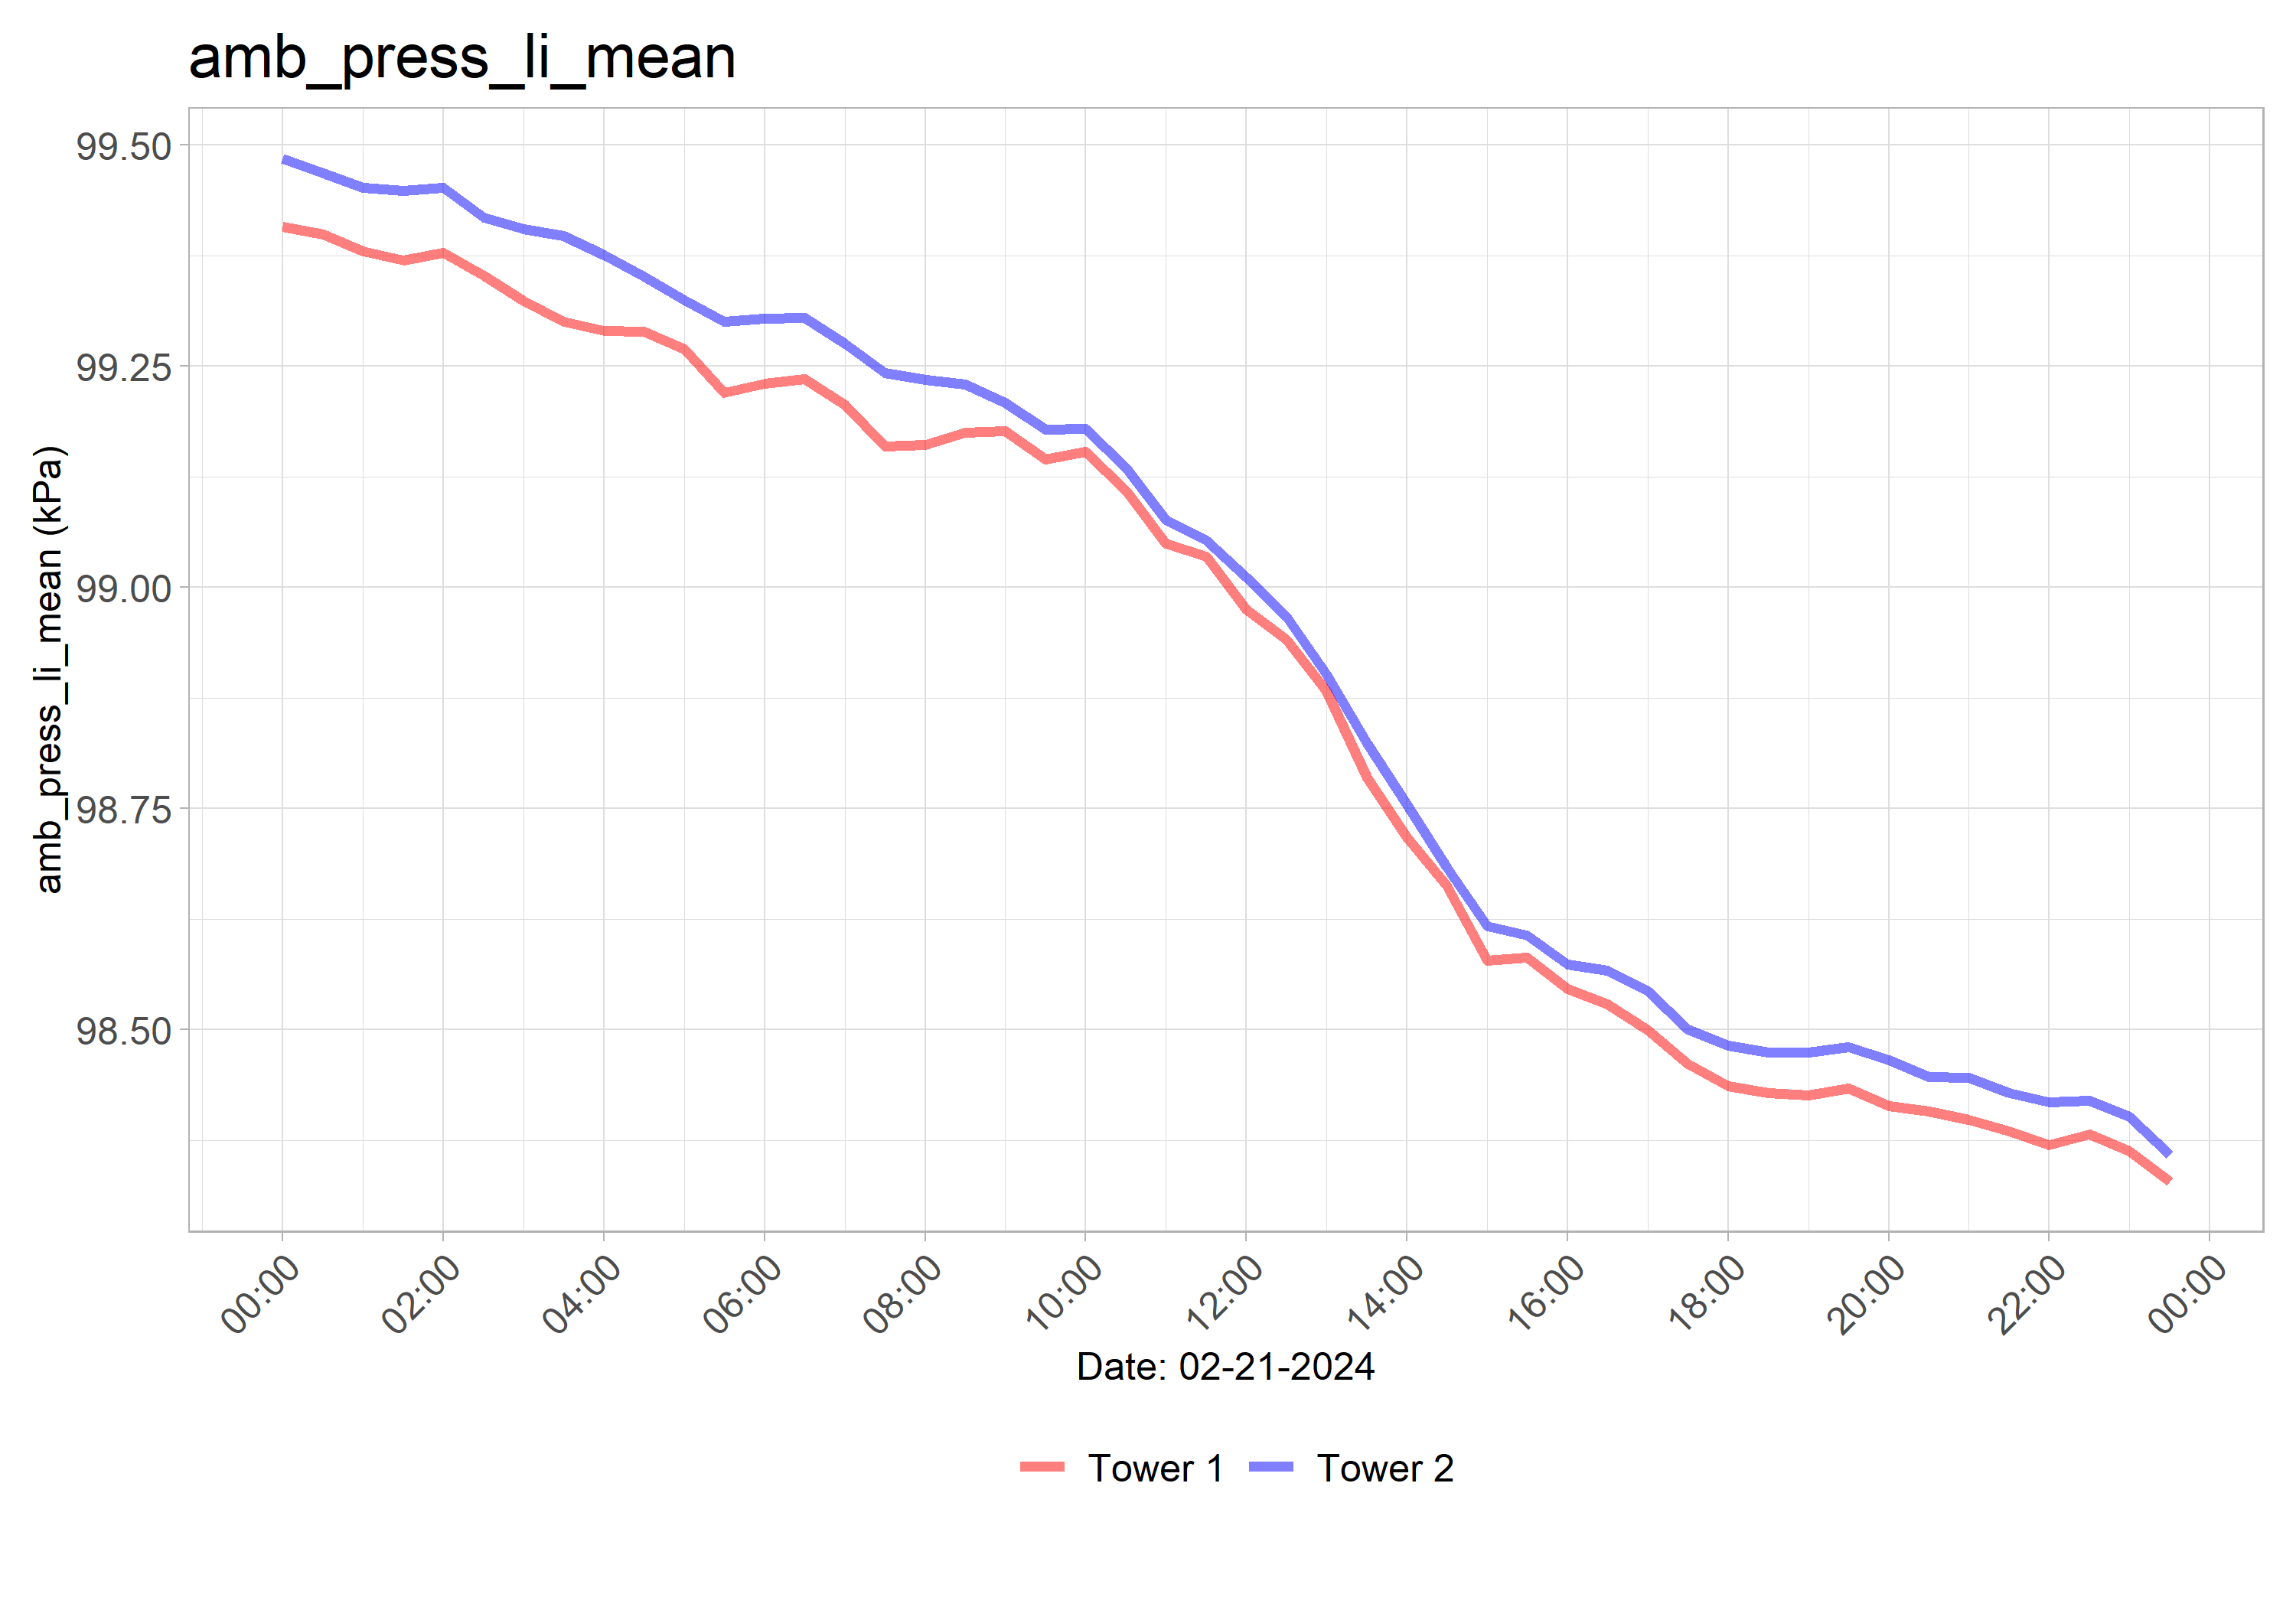 amb_press_li_mean
amb_press_li_mean (kPa)
99.50
99.25
99.00
98.75
98.50
00:00 02:00 04:00 06:00 08:00 10:00 12:00 14:00 16:00 18:00 20:00 22:00 00:00
Date: 02-21-2024
Tower 1 Tower 2